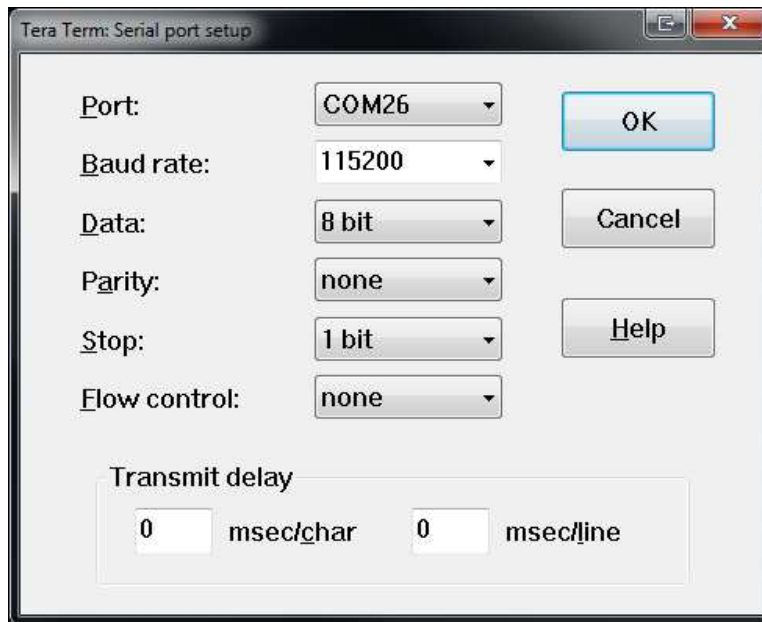 Tera Term: Serial port setup
Port: COM26
OK
Baud rate: 115200
Data: 8 bit
Cancel
Parity: none
Stop: 1 bit
Help
Flow control: none
Transmit delay
0 msec/char 0 msec/line